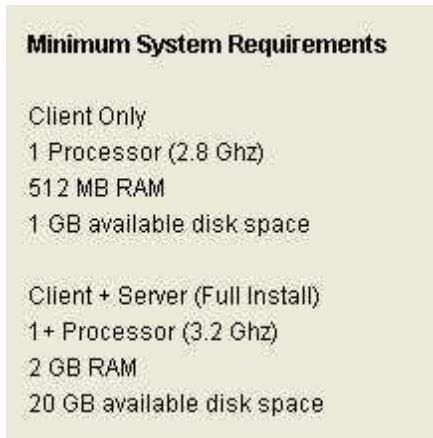 Minimum System Requirements
Client Only
1 Processor (2.8 Ghz)
512 MB RAM
1 GB available disk space
Client + Server (Full Install)
1+ Processor (3.2 Ghz)
2 GB RAM
20 GB available disk space